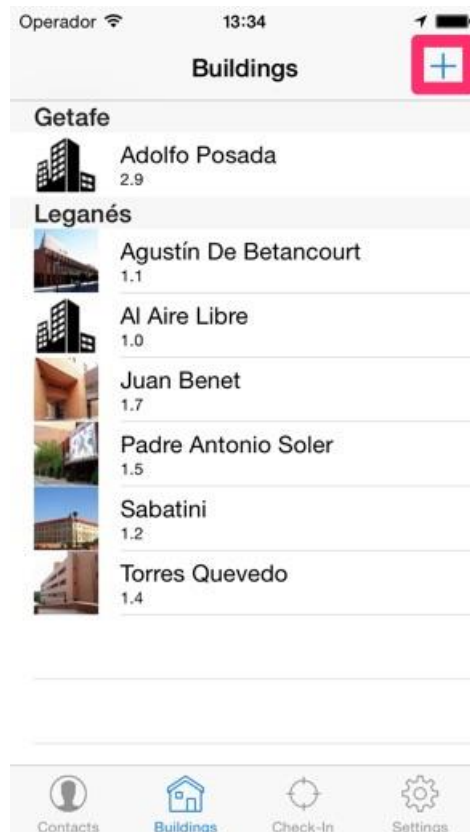 Operador 13:34
Buildings +
Getafe
Adolfo Posada
2.9
Leganés
Agustín De Betancourt
1.1
Al Aire Libre
1.0
Juan Benet
1.7
Padre Antonio Soler
1.5
Sabatini
1.2
Torres Quevedo
1.4
Contacts Buildings Check-In Settings